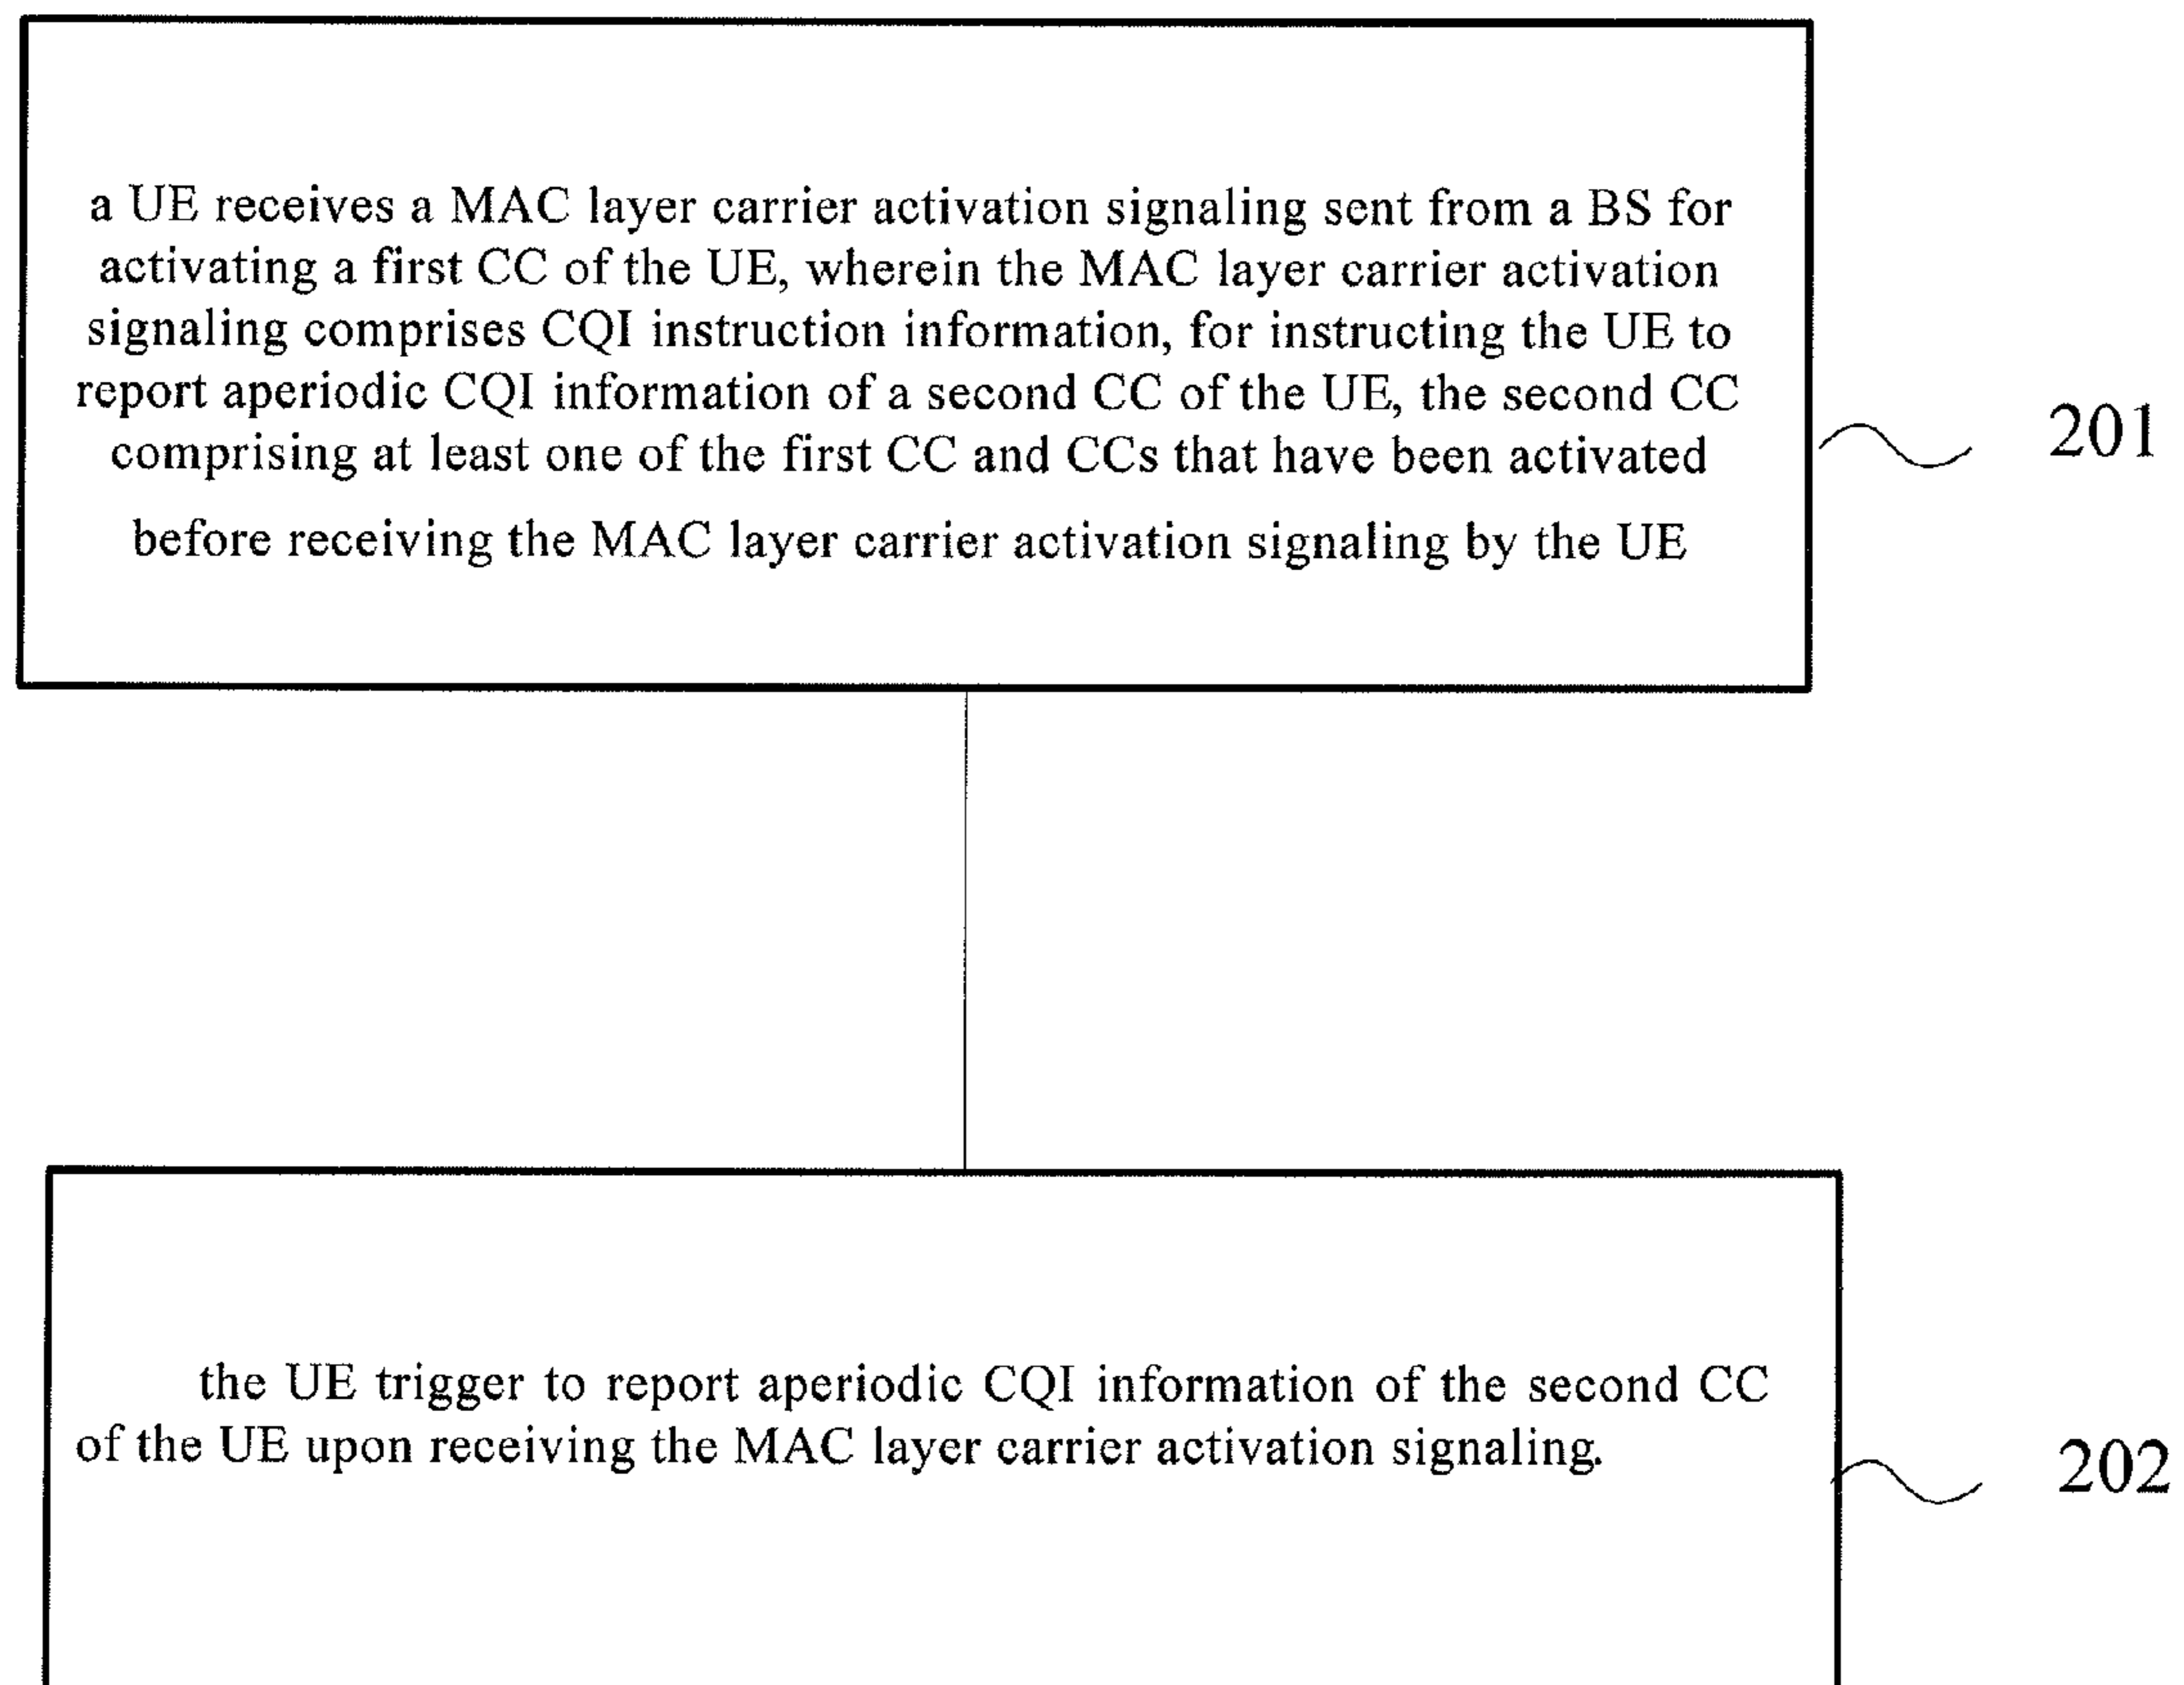 a UE receives a MAC layer carrier activation signaling sent from a BS for
activating a first CC of the UE, wherein the MAC layer carrier activation
signaling comprises CQI instruction information, for instructing the UE to
report aperiodic CQI information of a second CC of the UE, the second CC
comprising at least one of the first CC and CCs that have been activated
before receiving the MAC layer carrier activation signaling by the UE
201
the UE trigger to report aperiodic CQI information of the second CC
of the UE upon receiving the MAC layer carrier activation signaling.
202